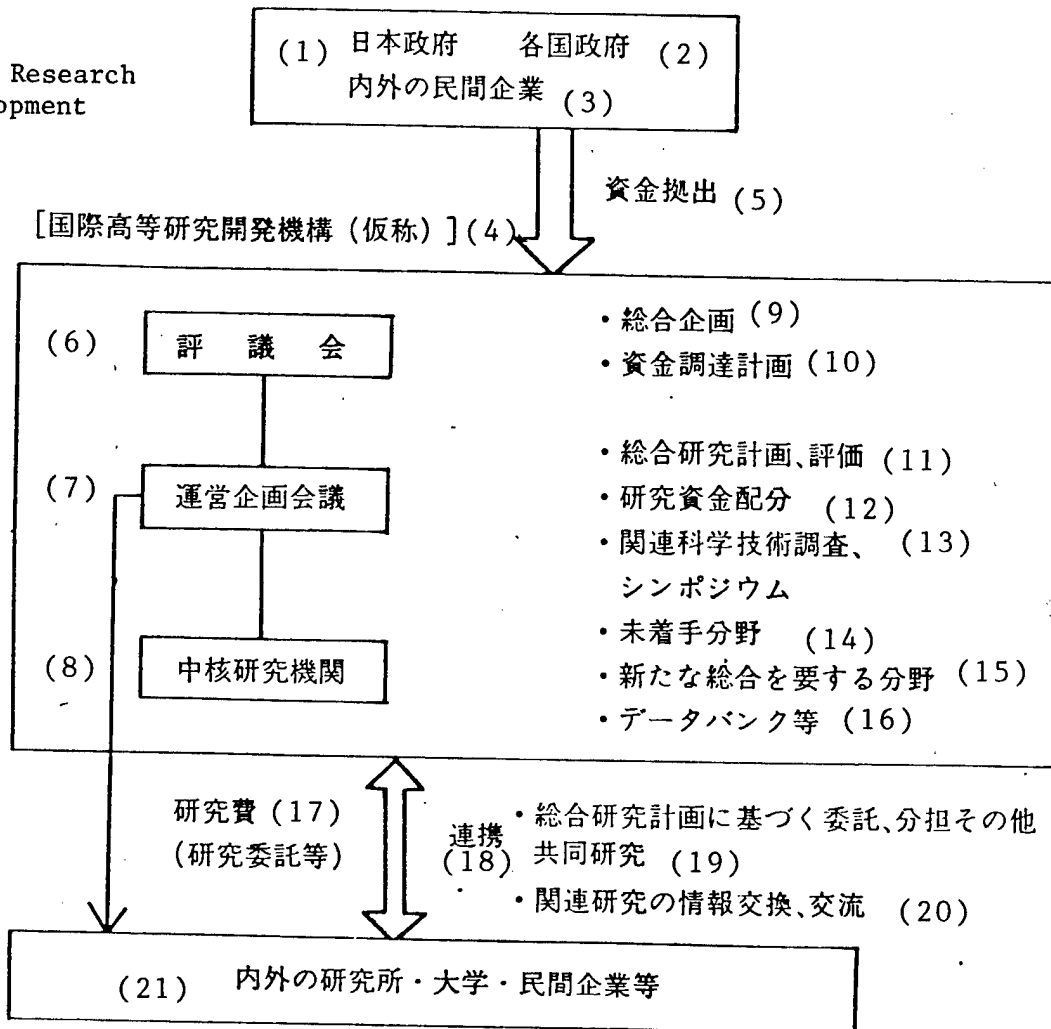 (1) 日本政府 各国政府 (2)
内外の民間企業 (3)
Research
opment
資金拠出 (5)
[国際高等研究開発機構 (仮称) ](4)
(6) 評議会
・総合企画 (9)
・資金調達計画 (10)
(7) 運営企画会議
・総合研究計画、評価 (11)
・研究資金配分 (12)
・関連科学技術調査、 (13)
シンポジウム
(8) 中核研究機関
・未着手分野 (14)
・新たな総合を要する分野 (15)
・データバンク等 (16)
研究費 (17)
(研究委託等)
連携
(18)
・総合研究計画に基づく委託、分担その他
共同研究 (19)
・関連研究の情報交換、交流 (20)
(21) 内外の研究所・大学・民間企業等